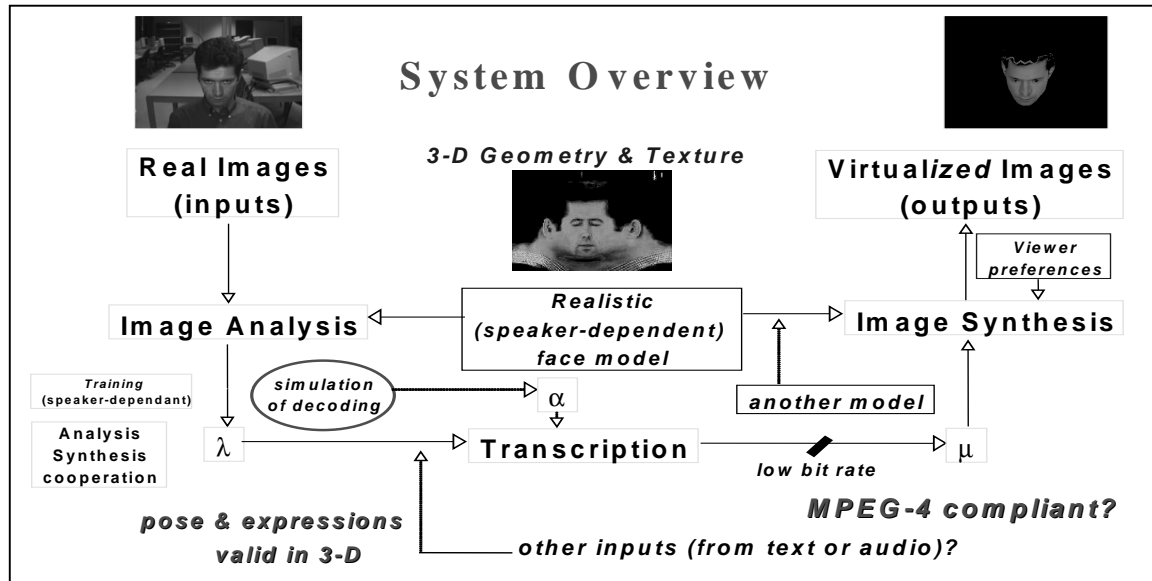 System Overview
3-D Geometry & Texture
Real Images
(inputs)
Virtualized Images
(outputs)
Viewer
preferences
Realistic
(speaker-dependent)
face model
Image Analysis
Image Synthesis
Training
(speaker-dependant)
simulation
of decoding
α
another model
Analysis
Synthesis
cooperation
λ
Transcription
low bit rate
μ
pose & expressions
valid in 3-D
MPEG-4 compliant?
other inputs (from text or audio)?